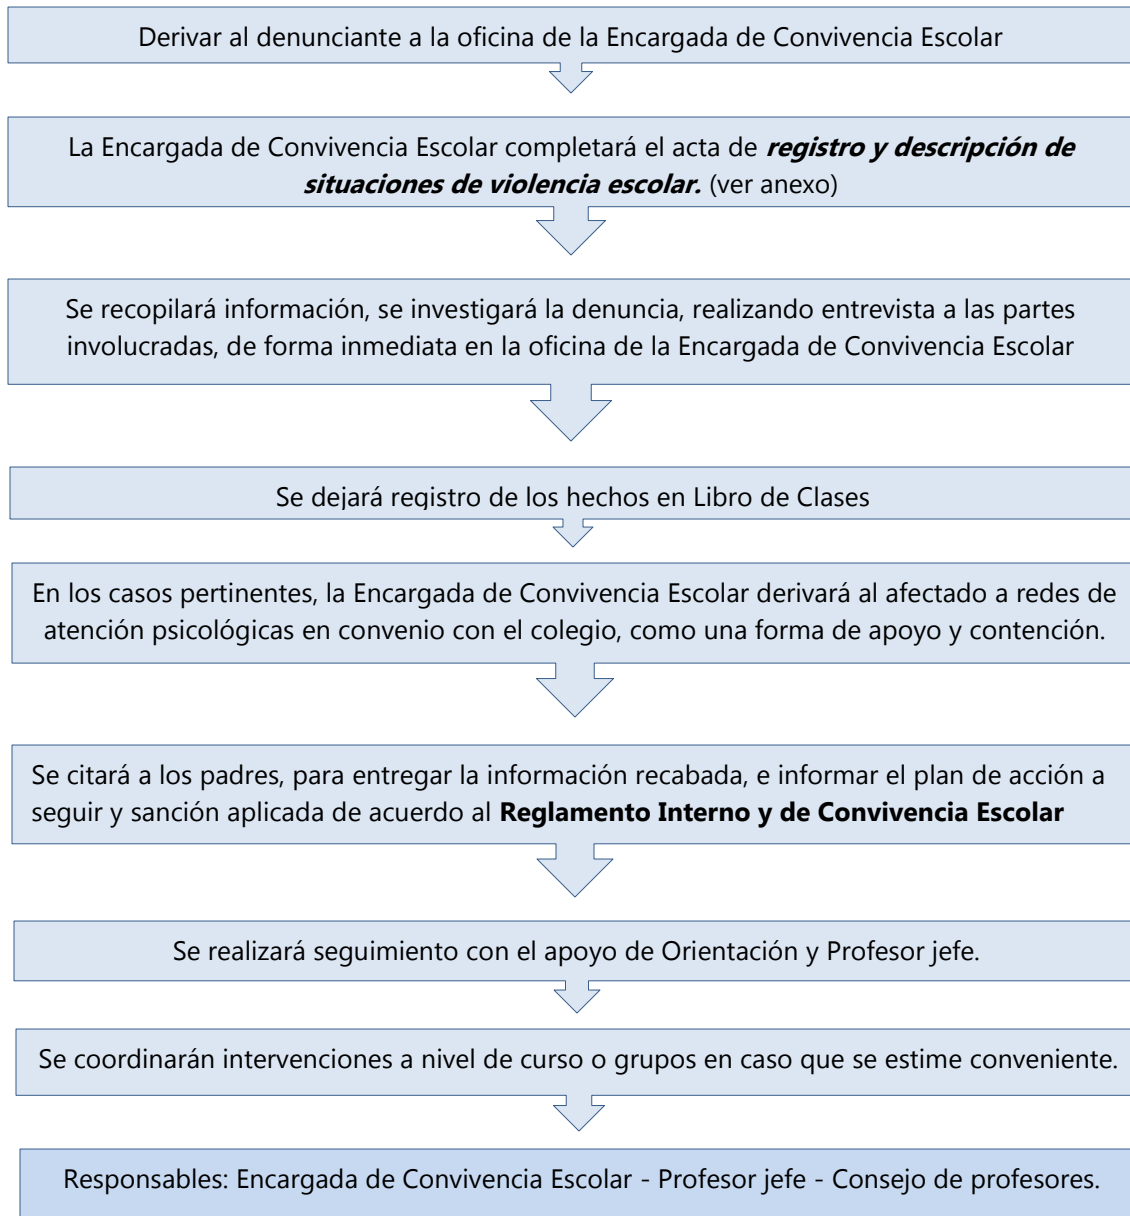 Derivar al denunciante a la oficina de la Encargada de Convivencia Escolar
La Encargada de Convivencia Escolar completará el acta de registro y descripción de
situaciones de violencia escolar. (ver anexo)
Se recopilará información, se investigará la denuncia, realizando entrevista a las partes
involucradas, de forma inmediata en la oficina de la Encargada de Convivencia Escolar
Se dejará registro de los hechos en Libro de Clases
En los casos pertinentes, la Encargada de Convivencia Escolar derivará al afectado a redes de
atención psicológicas en convenio con el colegio, como una forma de apoyo y contención.
Se citará a los padres, para entregar la información recabada, e informar el plan de acción a
seguir y sanción aplicada de acuerdo al Reglamento Interno y de Convivencia Escolar
Se realizará seguimiento con el apoyo de Orientación y Profesor jefe.
Se coordinarán intervenciones a nivel de curso o grupos en caso que se estime conveniente.
Responsables: Encargada de Convivencia Escolar - Profesor jefe - Consejo de profesores.